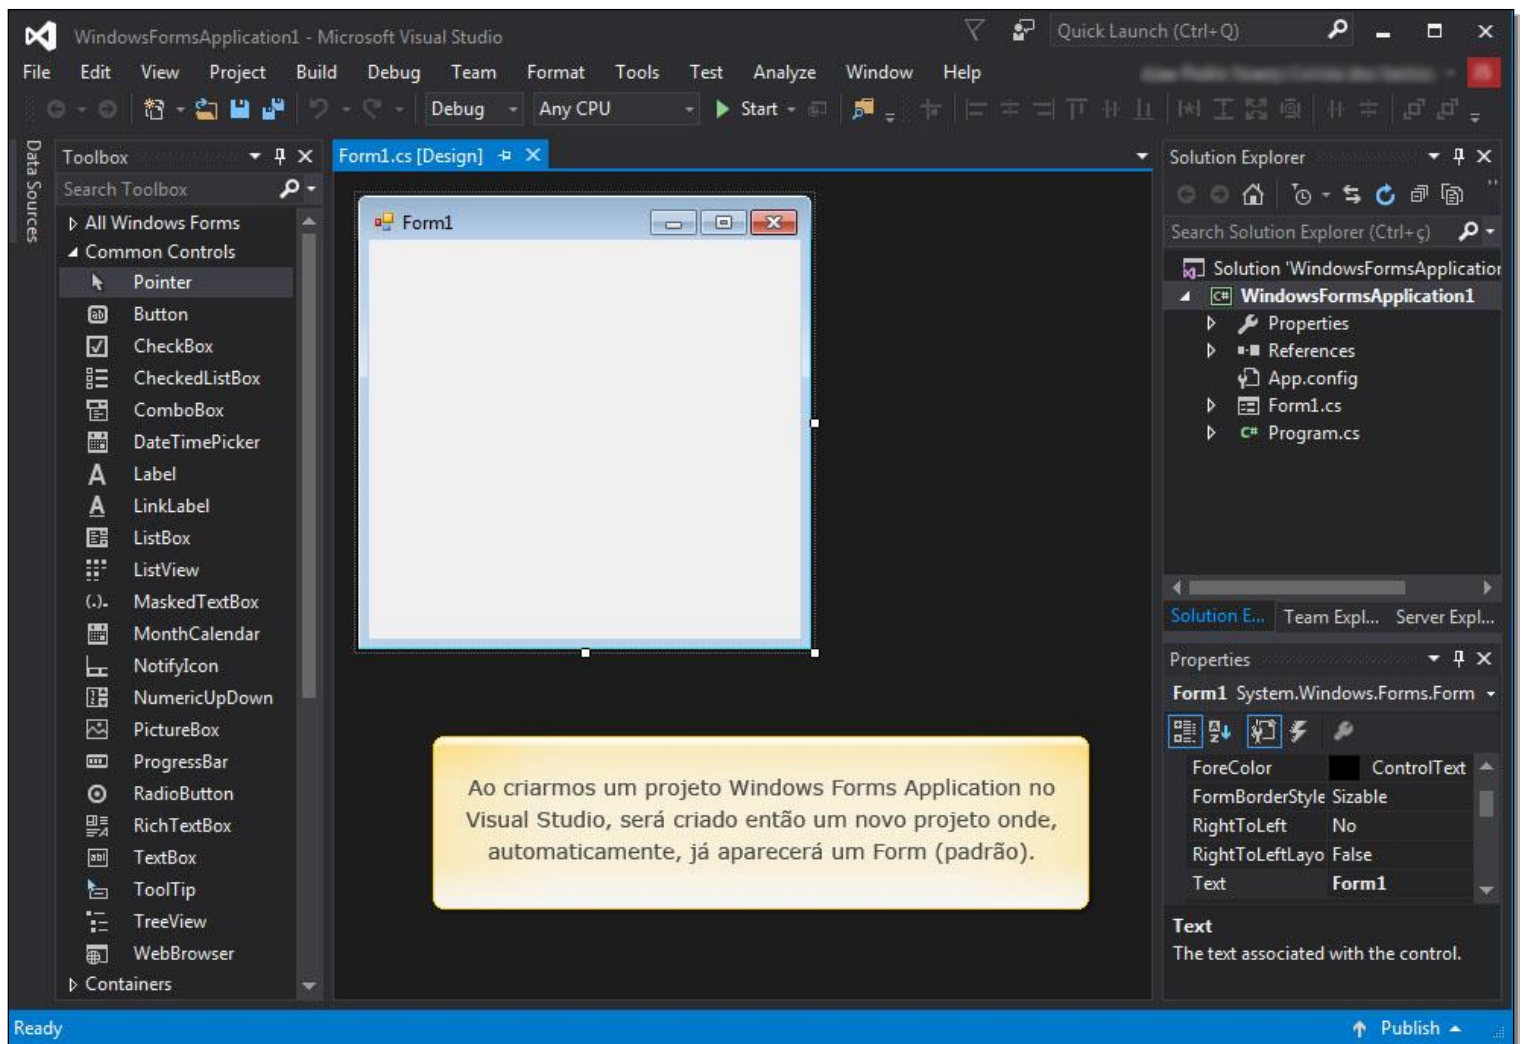 WindowsFormsApplication1 - Microsoft Visual Studio
Quick Launch (Ctrl+Q)
File Edit View Project Build Debug Team Format Tools Test Analyze Window Help
Debug Any CPU Start
Data Sources
Toolbox
Search Toolbox
All Windows Forms
Common Controls
Pointer
Button
CheckBox
CheckedListBox
ComboBox
DateTimePicker
Label
LinkLabel
ListBox
ListView
MaskedTextBox
MonthCalendar
NotifyIcon
NumericUpDown
PictureBox
ProgressBar
RadioButton
RichTextBox
TextBox
ToolTip
TreeView
WebBrowser
Containers
Form1.cs [Design]
Form1
Ao criarmos um projeto Windows Forms Application no
Visual Studio, será criado então um novo projeto onde,
automaticamente, já aparecerá um Form (padrão).
Solution Explorer
Search Solution Explorer (Ctrl+ç)
Solution 'WindowsFormsApplication
WindowsFormsApplication1
Properties
References
App.config
Form1.cs
Program.cs
Solution E... Team Expl... Server Expl...
Properties
Form1 System.Windows.Forms.Form
ForeColor ControlText
FormBorderStyle Sizable
RightToLeft No
RightToLeftLayo False
Text Form1
Text
The text associated with the control.
Ready
Publish